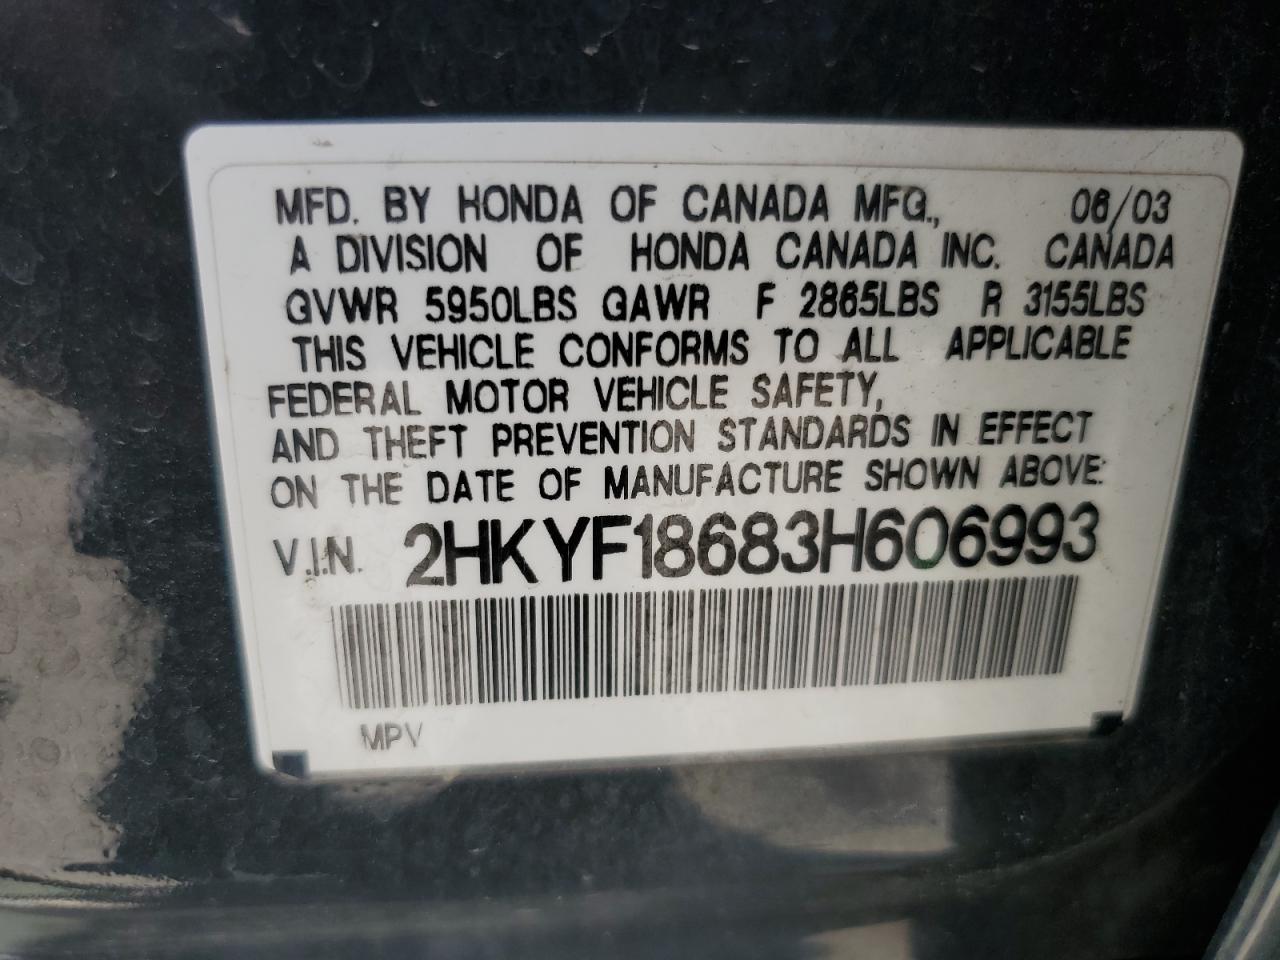 MFD. BY HONDA OF CANADA MFG., 06/03
A DIVISION OF HONDA CANADA INC. CANADA
GVWR 5950LBS GAWR F 2865LBS R 3155LBS
THIS VEHICLE CONFORMS TO ALL APPLICABLE
FEDERAL MOTOR VEHICLE SAFETY,
AND THEFT PREVENTION STANDARDS IN EFFECT
ON THE DATE OF MANUFACTURE SHOWN ABOVE:
V.I.N. 2HKYF18683H606993
MPV